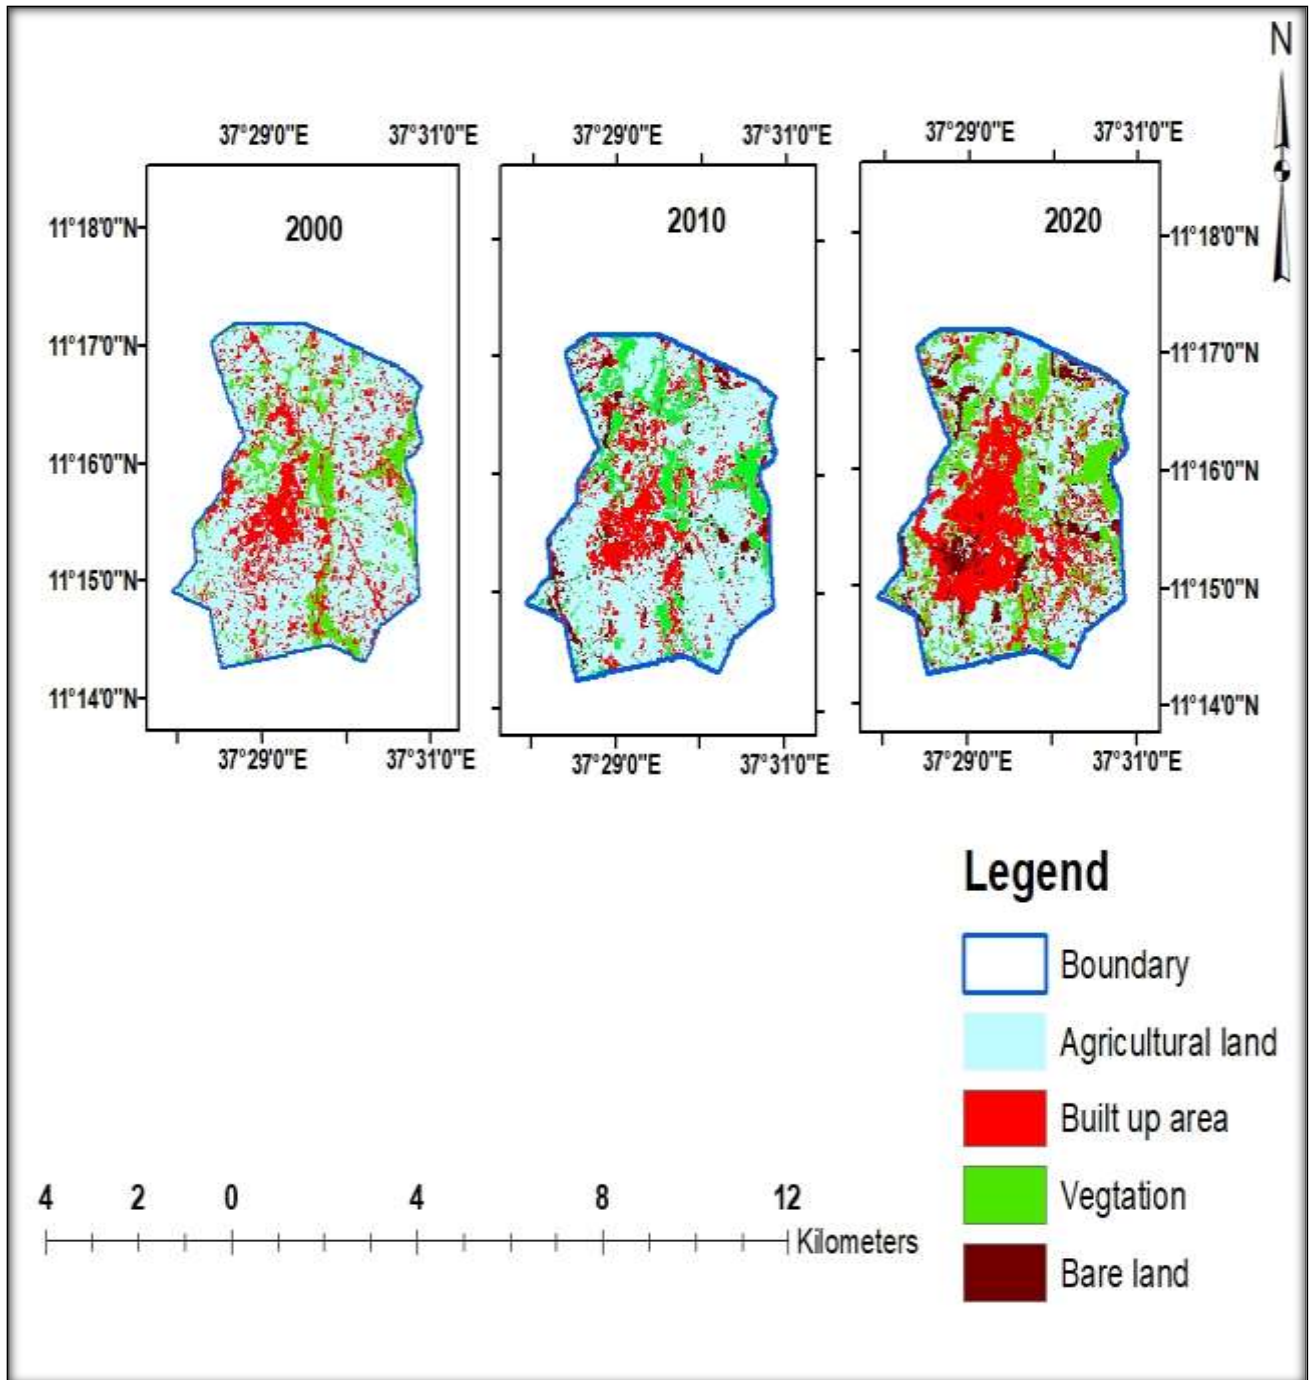 N
37°29'0"E 37°31'0"E 37°29'0"E 37°31'0"E 37°29'0"E 37°31'0"E
2000 2010 2020
11°18'0"N 11°18'0"N
11°17'0"N 11°17'0"N
11°16'0"N 11°16'0"N
11°15'0"N 11°15'0"N
11°14'0"N 11°14'0"N
37°29'0"E 37°31'0"E 37°29'0"E 37°31'0"E 37°29'0"E 37°31'0"E
Legend
Boundary
Agricultural land
Built up area
Vegtation
Bare land
4 2 0 4 8 12
Kilometers